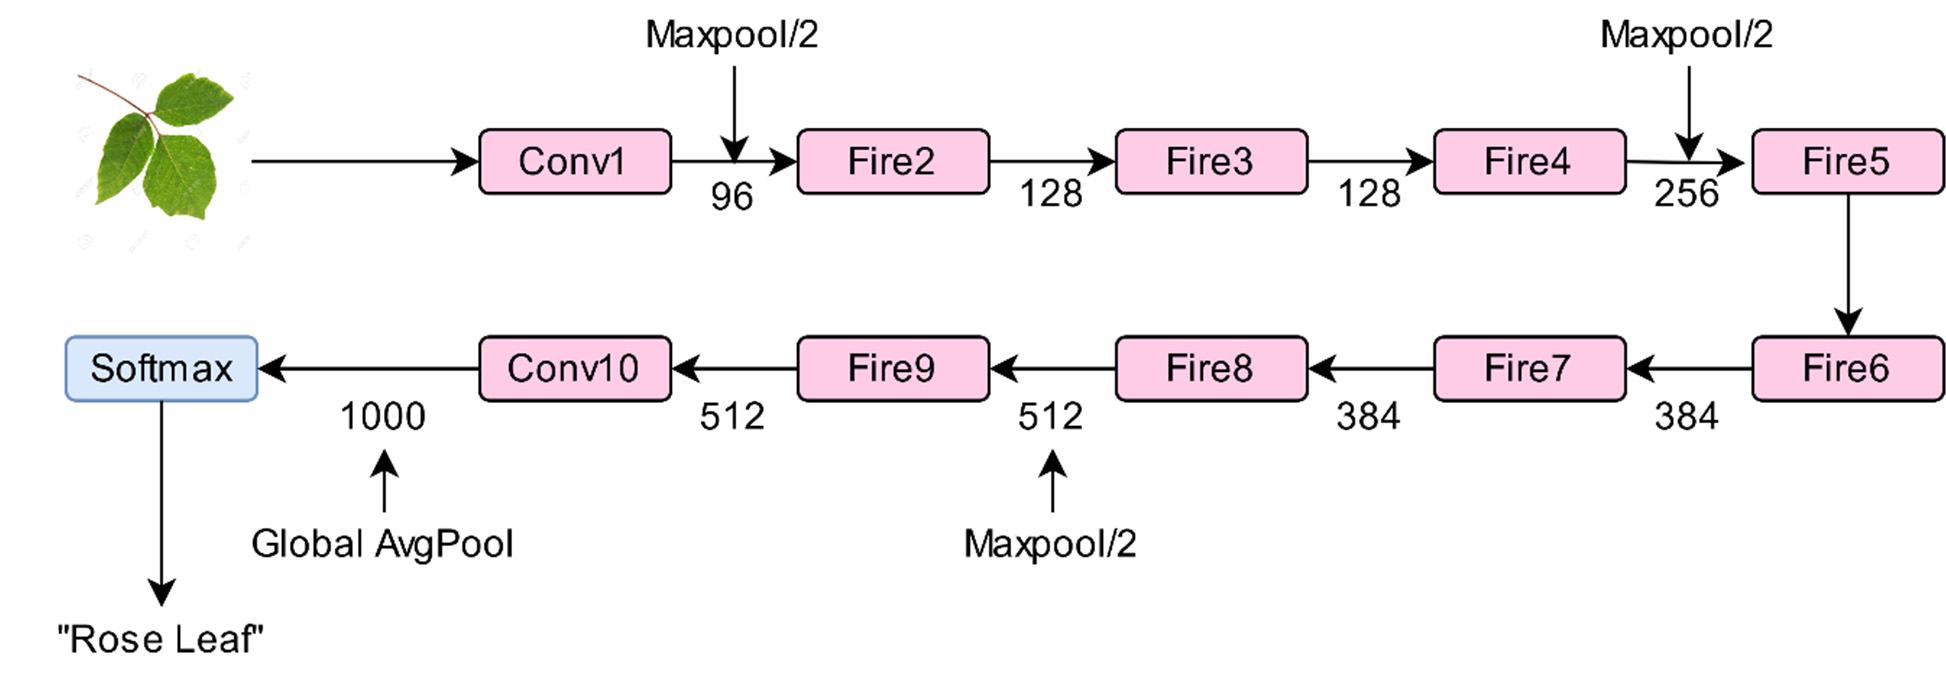 Maxpool/2
Maxpool/2
Conv1
Fire2
Fire3
Fire4
Fire5
96
128
128
256
Softmax
Conv10
Fire9
Fire8
Fire7
Fire6
1000
512
512
384
384
Global AvgPool
Maxpool/2
"Rose Leaf"